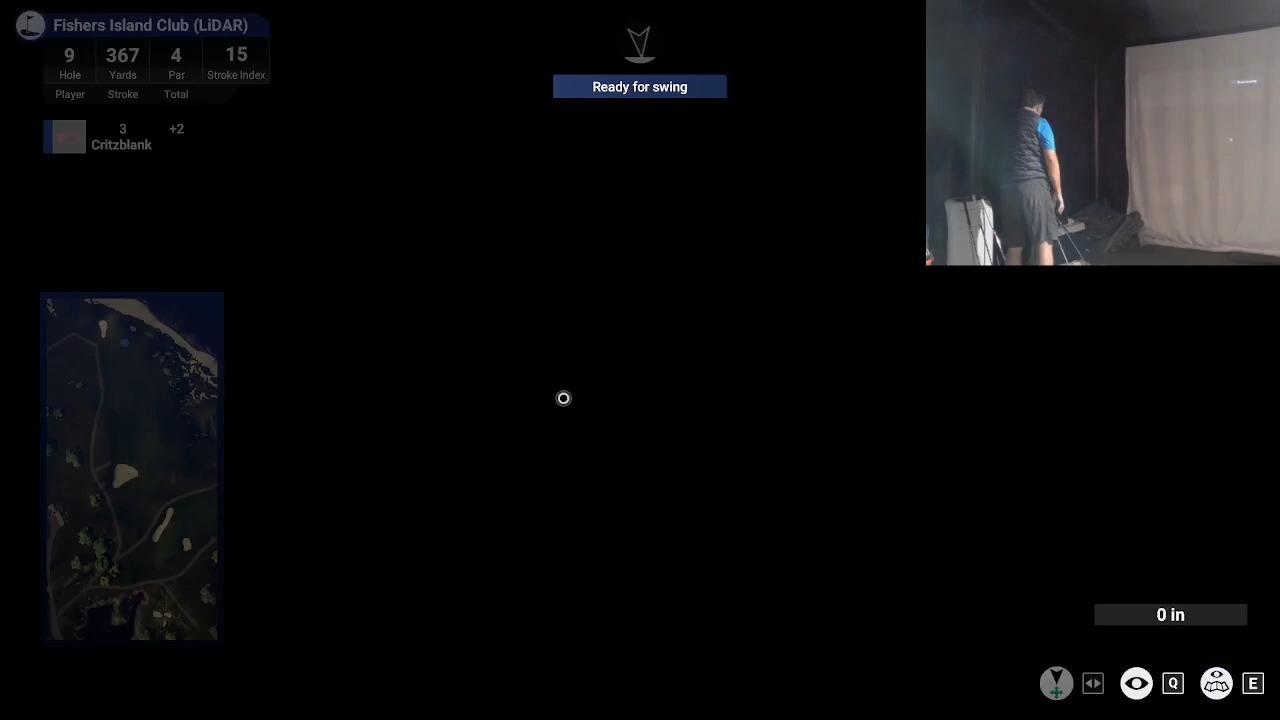 Fishers Island Club (LiDAR)
9 367 4 15
Hole Yards Par Stroke Index
Player Stroke Total
3 +2
Critzblank
Ready for swing
0 in
Q E